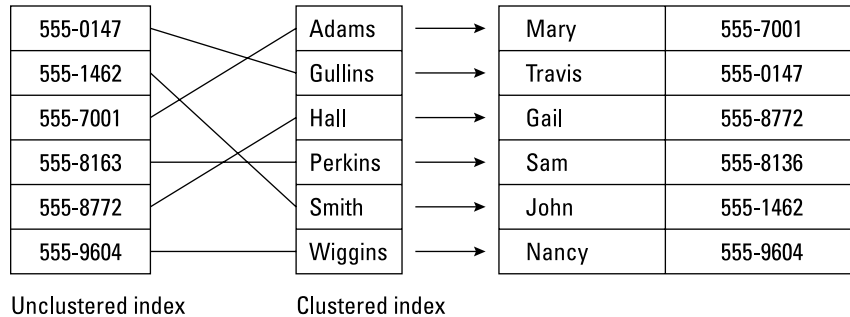 555-0147 Adams Mary 555-7001
555-1462 Gullins Travis 555-0147
555-7001 Hall Gail 555-8772
555-8163 Perkins Sam 555-8136
555-8772 Smith John 555-1462
555-9604 Wiggins Nancy 555-9604
Unclustered index Clustered index